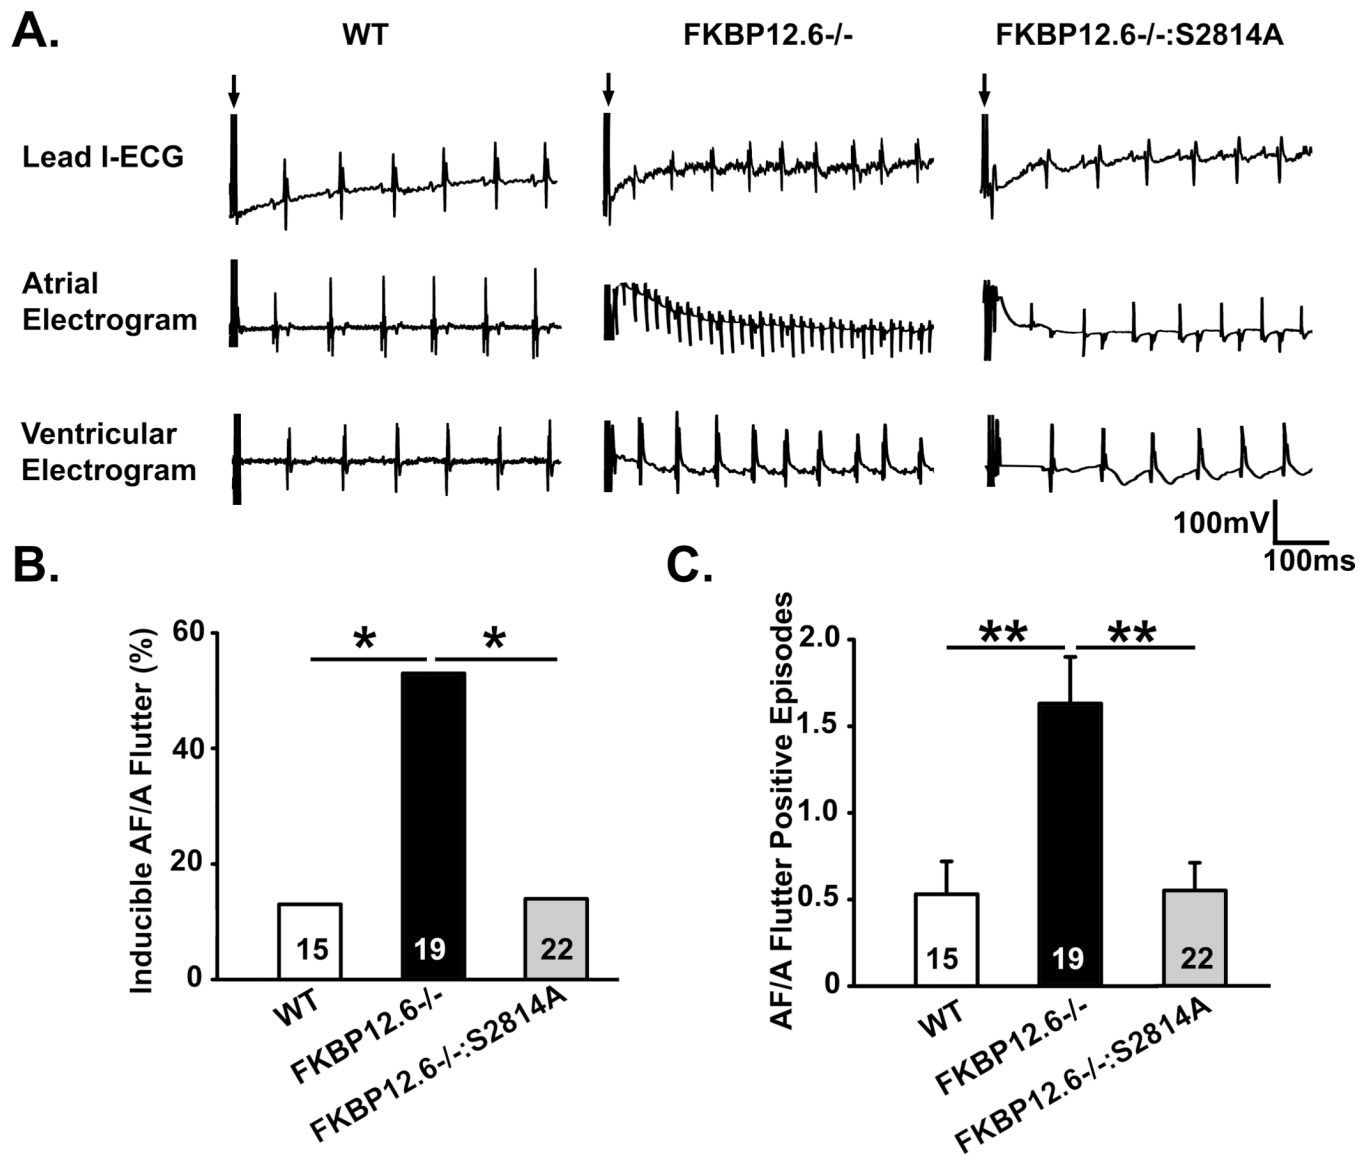 A.
WT
FKBP12.6-/-
FKBP12.6-/-:S2814A
Lead I-ECG
Atrial
Electrogram
Ventricular
Electrogram
100mV
100ms
B.
Inducible AF/A Flutter (%)
60
40
20
0
*
*
15
19
22
WT
FKBP12.6-/-
FKBP12.6-/-:S2814A
C.
AF/A Flutter Positive Episodes
2.0
1.5
1.0
0.5
0
**
**
15
19
22
WT
FKBP12.6-/-
FKBP12.6-/-:S2814A